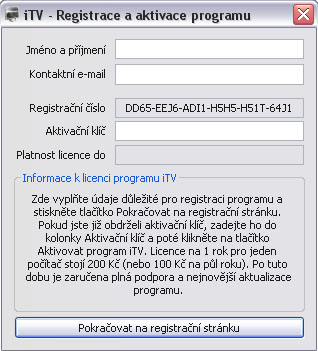 iTV - Registrace a aktivace programu
Jméno a příjmení
Kontaktní e-mail
Registrační číslo DD65-EEJ6-ADI1-H5H5-H51T-64J1
Aktivační klíč
Platnost licence do
Informace k licenci programu iTV
Zde vyplňte údaje důležité pro registraci programu a
stiskněte tlačítko Pokračovat na registrační stránku.
Pokud jste již obdrželi aktivační klíč, zadejte ho do
kolonky Aktivační klíč a poté klikněte na tlačítko
Aktivovat program iTV. Licence na 1 rok pro jeden
počítač stojí 200 Kč (nebo 100 Kč na půl roku). Po tuto
dobu je zaručena plná podpora a nejnovější aktualizace
programu.
Pokračovat na registrační stránku